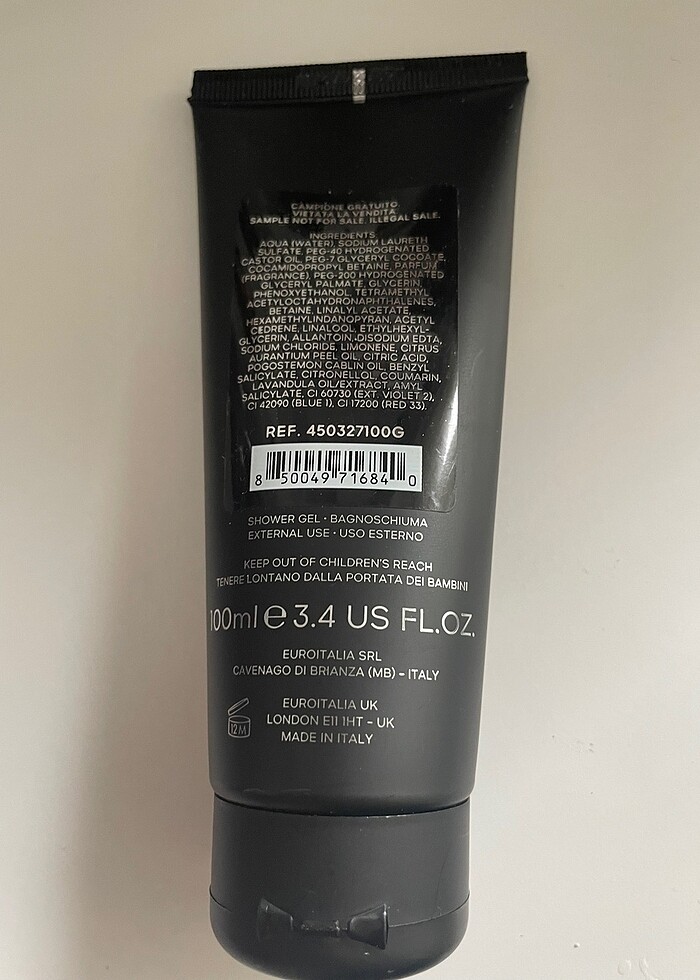 CAMPIONE GRATUITO
VIETATA LA VENDITA
SAMPLE NOT FOR SALE. ILLEGAL SALE.
INGREDIENTS
AQUA (WATER), SODIUM LAURETH
SULFATE, PEG-40 HYDROGENATED
CASTOR OIL, PEG-7 GLYCERYL COCOATE,
COCAMIDOPROPYL BETAINE, PARFUM
(FRAGRANCE), PEG-200 HYDROGENATED
GLYCERYL PALMATE, GLYCERIN,
PHENOXYETHANOL, TETRAMETHYL
ACETYLOCTAHYDRONAPHTHALENES,
BETAINE, LINALYL ACETATE,
HEXAMETHYLINDANOPYRAN, ACETYL
CEDRENE, LINALOOL, ETHYLHEXYL-
GLYCERIN, ALLANTOIN, DISODIUM EDTA,
SODIUM CHLORIDE, LIMONENE, CITRUS
AURANTIUM PEEL OIL, CITRIC ACID,
POGOSTEMON CABLIN OIL, BENZYL
SALICYLATE, CITRONELLOL, COUMARIN,
LAVANDULA OIL/EXTRACT, AMYL
SALICYLATE, CI 60730 (EXT. VIOLET 2),
CI 42090 (BLUE 1), CI 17200 (RED 33).
REF. 450327100G
8 50049 71684 0
SHOWER GEL · BAGNOSCHIUMA
EXTERNAL USE · USO ESTERNO
KEEP OUT OF CHILDREN'S REACH
TENERE LONTANO DALLA PORTATA DEI BAMBINI
100ml e 3.4 US FL.OZ.
EUROITALIA SRL
CAVENAGO DI BRIANZA (MB) - ITALY
EUROITALIA UK
LONDON E11 1HT - UK
MADE IN ITALY
12M